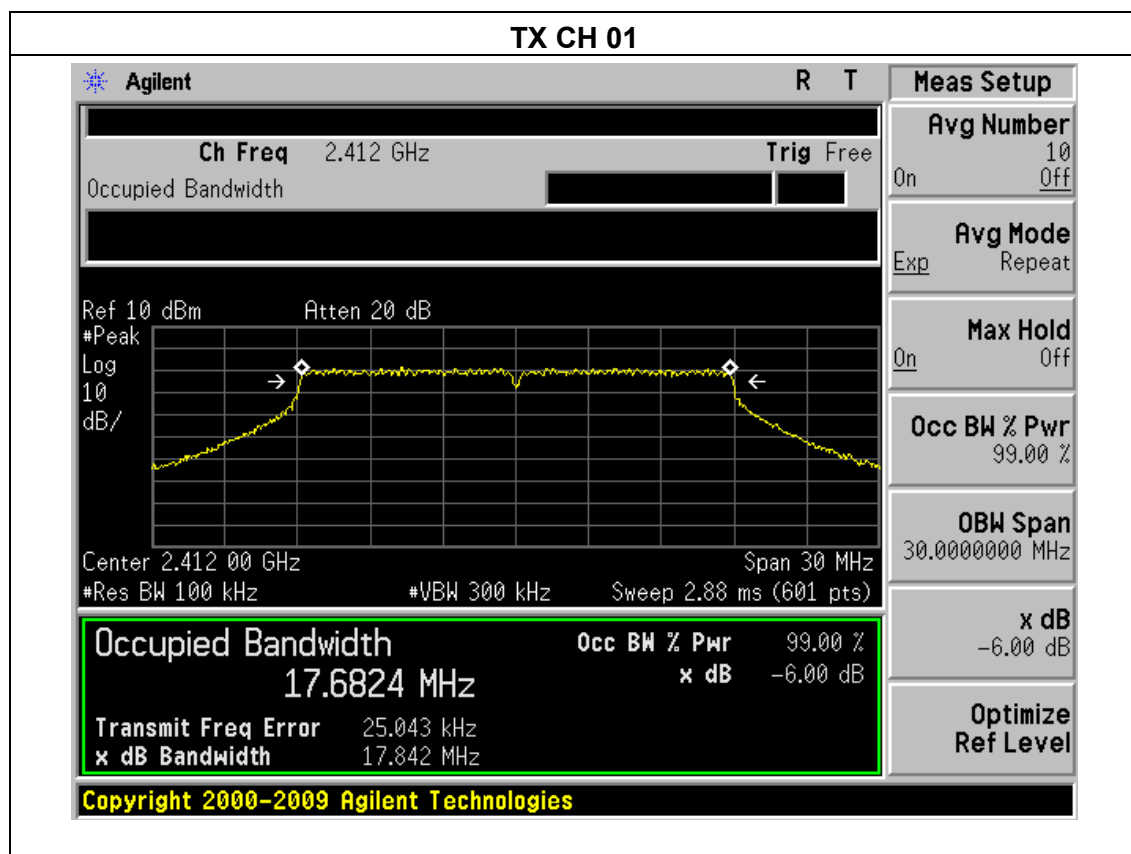 TX CH 01
Agilent R T
Meas Setup
Ch Freq 2.412 GHz Trig Free
Occupied Bandwidth
Avg Number
10
On Off
Avg Mode
Exp Repeat
Max Hold
On Off
Occ BW % Pwr
99.00 %
OBW Span
30.0000000 MHz
x dB
-6.00 dB
Optimize
Ref Level
Ref 10 dBm Atten 20 dB
#Peak
Log
10
dB/
Center 2.412 00 GHz Span 30 MHz
#Res BW 100 kHz #VBW 300 kHz Sweep 2.88 ms (601 pts)
Occupied Bandwidth
17.6824 MHz
Occ BW % Pwr 99.00 %
x dB -6.00 dB
Transmit Freq Error 25.043 kHz
x dB Bandwidth 17.842 MHz
Copyright 2000-2009 Agilent Technologies